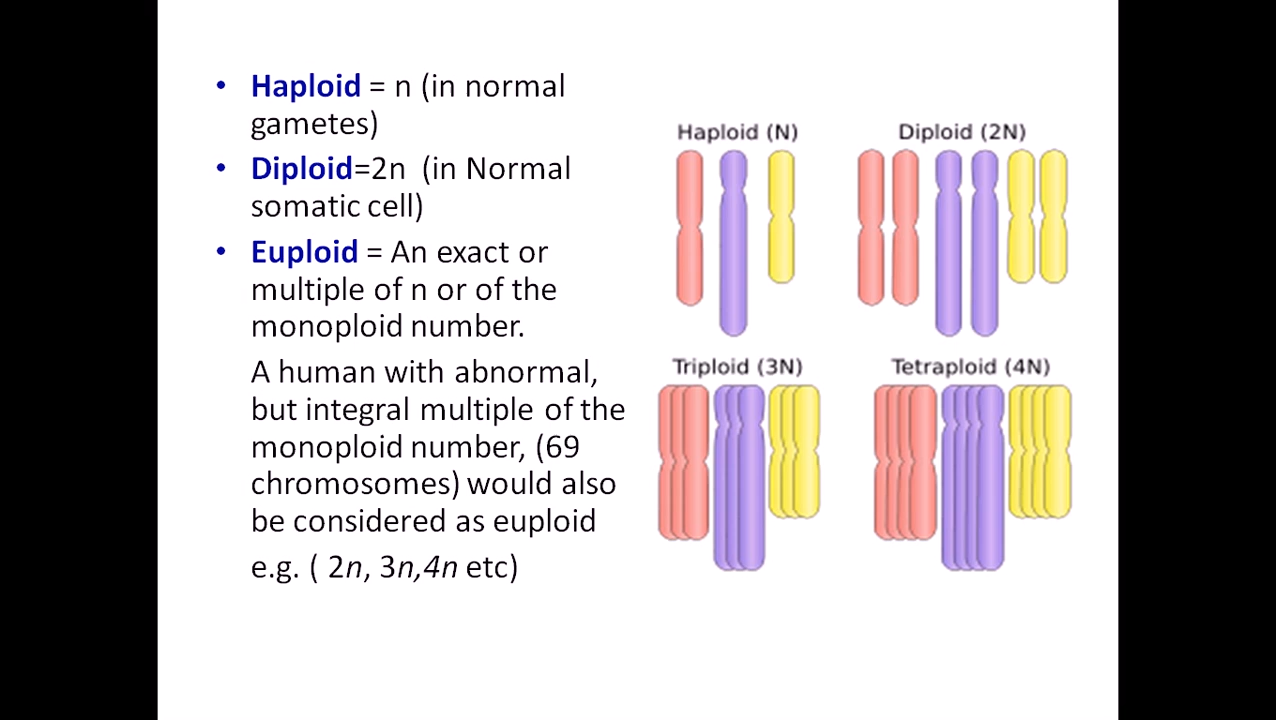 • Haploid = n (in normal
gametes)
• Diploid=2n (in Normal
somatic cell)
• Euploid = An exact or
multiple of n or of the
monoploid number.
A human with abnormal,
but integral multiple of the
monoploid number, (69
chromosomes) would also
be considered as euploid
e.g. ( 2n, 3n,4n etc)
Haploid (N)
Diploid (2N)
Triploid (3N)
Tetraploid (4N)